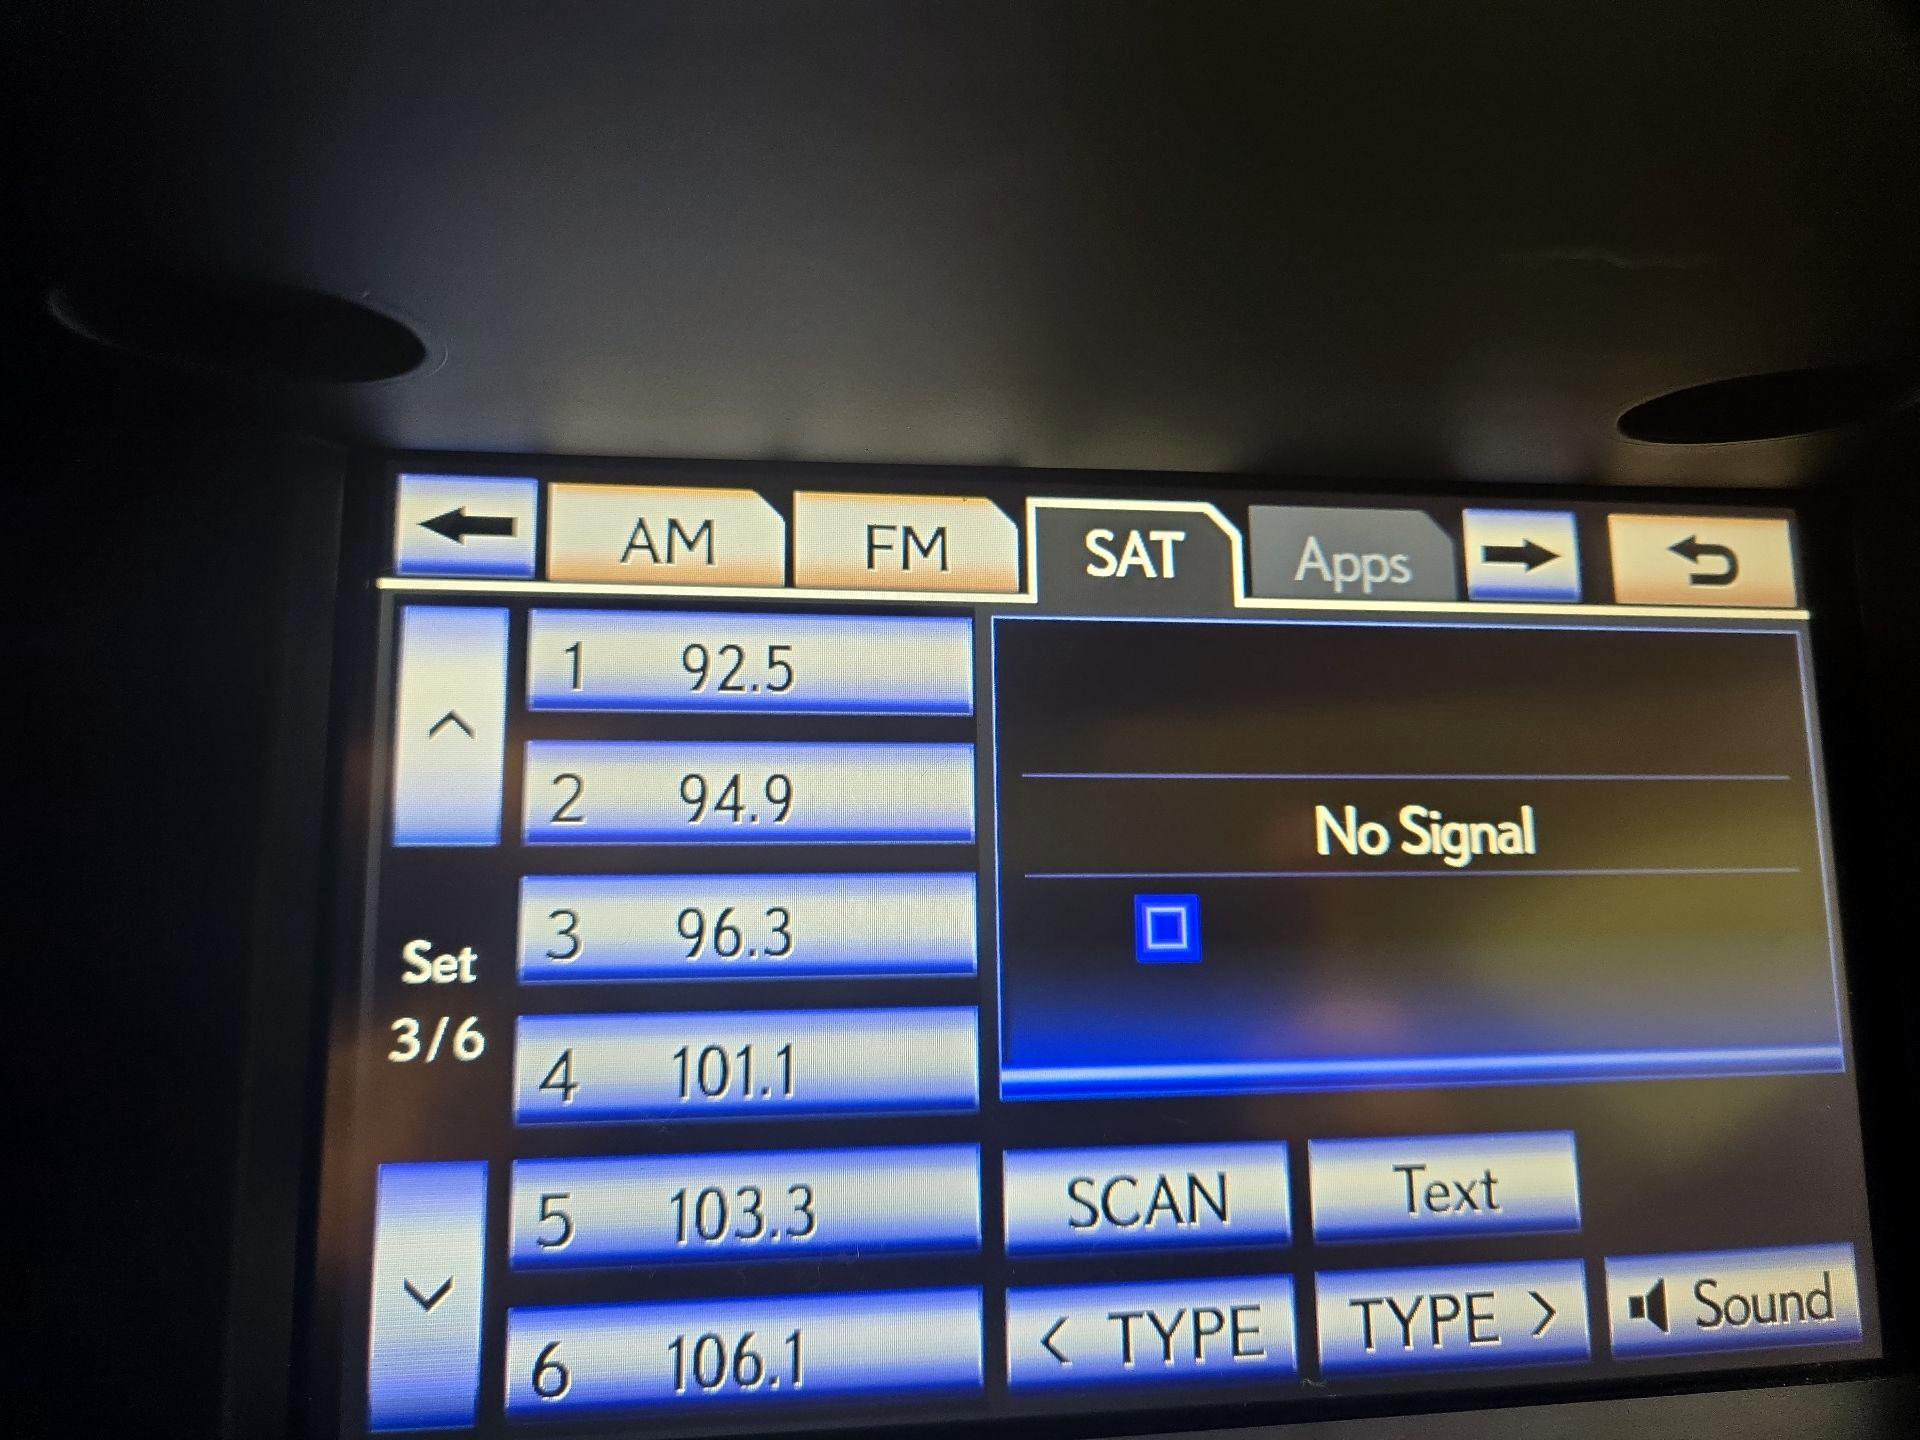 AM FM SAT Apps
1 92.5
2 94.9
No Signal
3 96.3
Set
3/6
4 101.1
5 103.3
SCAN Text
6 106.1
< TYPE TYPE > Sound